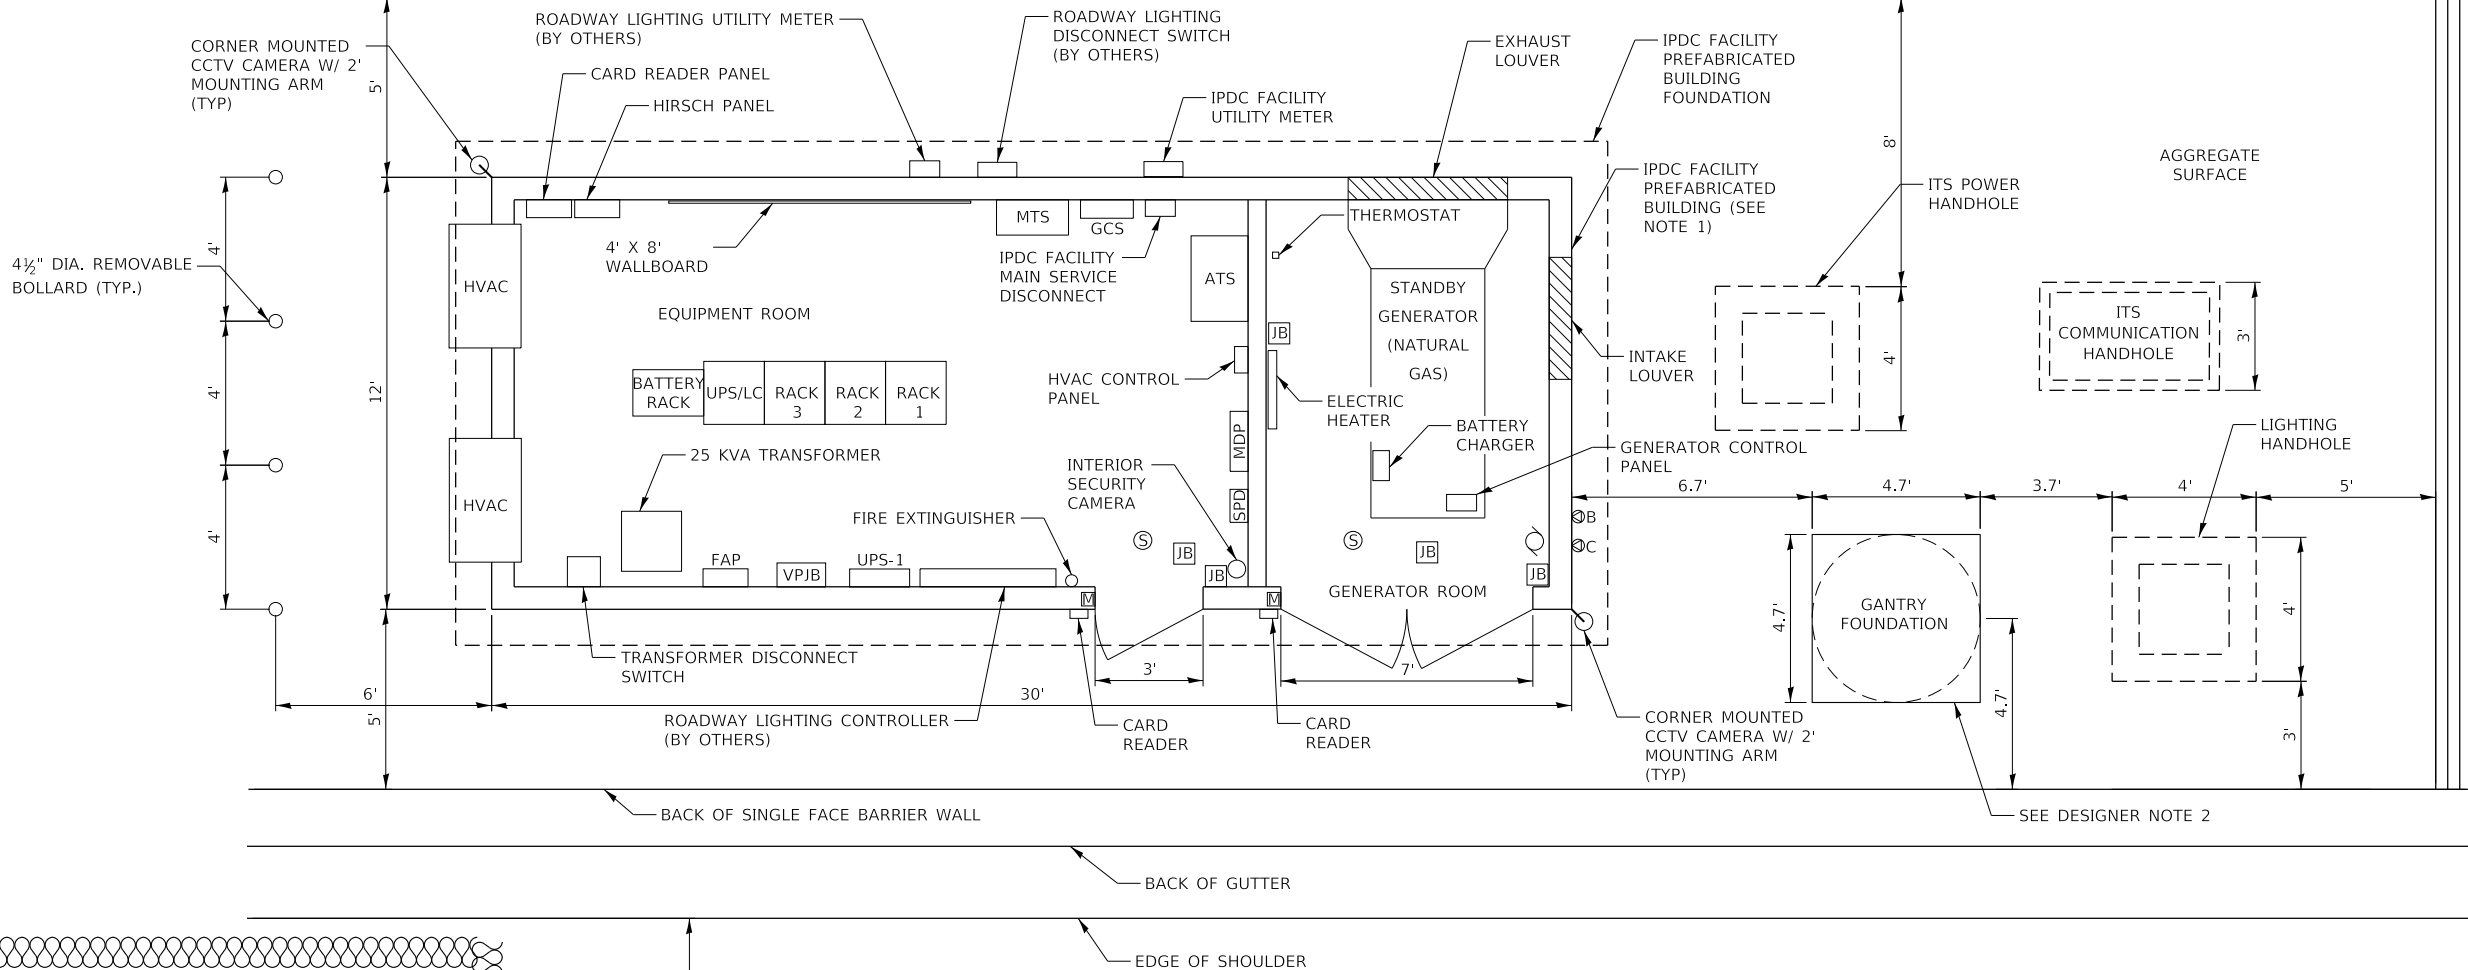 ROADWAY LIGHTING UTILITY METER
(BY OTHERS)
ROADWAY LIGHTING
DISCONNECT SWITCH
(BY OTHERS)
CORNER MOUNTED
CCTV CAMERA W/ 2'
MOUNTING ARM
(TYP)
CARD READER PANEL
HIRSCH PANEL
IPDC FACILITY
UTILITY METER
EXHAUST
LOUVER
IPDC FACILITY
PREFABRICATED
BUILDING
FOUNDATION
5'
8'
AGGREGATE
SURFACE
IPDC FACILITY
PREFABRICATED
BUILDING (SEE
NOTE 1)
ITS POWER
HANDHOLE
MTS
GCS
THERMOSTAT
4' X 8'
WALLBOARD
IPDC FACILITY
MAIN SERVICE
DISCONNECT
4½" DIA. REMOVABLE
BOLLARD (TYP.)
4'
4'
4'
12'
HVAC
HVAC
ATS
STANDBY
GENERATOR
(NATURAL
GAS)
EQUIPMENT ROOM
JB
ITS
COMMUNICATION
HANDHOLE
3'
4'
INTAKE
LOUVER
BATTERY
RACK
UPS/LC
RACK
3
RACK
2
RACK
1
HVAC CONTROL
PANEL
ELECTRIC
HEATER
BATTERY
CHARGER
MDP
LIGHTING
HANDHOLE
GENERATOR CONTROL
PANEL
25 KVA TRANSFORMER
INTERIOR
SECURITY
CAMERA
SPD
6.7'
4.7'
3.7'
4'
5'
FIRE EXTINGUISHER
B
C
S
S
JB
JB
JB
JB
FAP
VPJB
UPS-1
M
M
GENERATOR ROOM
GANTRY
FOUNDATION
4.7'
4'
TRANSFORMER DISCONNECT
SWITCH
3'
7'
6'
30'
5'
4.7'
3'
ROADWAY LIGHTING CONTROLLER
(BY OTHERS)
CARD
READER
CARD
READER
CORNER MOUNTED
CCTV CAMERA W/ 2'
MOUNTING ARM
(TYP)
BACK OF SINGLE FACE BARRIER WALL
SEE DESIGNER NOTE 2
BACK OF GUTTER
EDGE OF SHOULDER